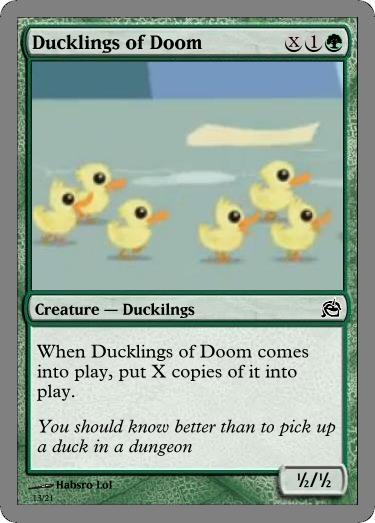 Ducklings of Doom X 1
Creature — Duckilngs
When Ducklings of Doom comes
into play, put X copies of it into
play.
You should know better than to pick up
a duck in a dungeon
½/½
Habsro Lol
13/21